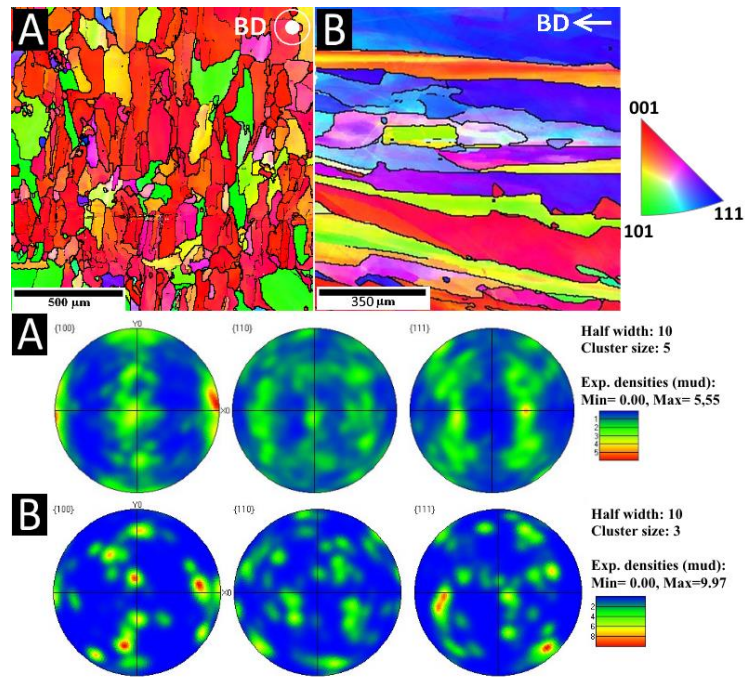 A
BD
500 µm
B
BD
350 µm
001
101
111
A
{100}
Y0
X0
{110}
{111}
Half width: 10
Cluster size: 5
Exp. densities (mud):
Min= 0.00, Max= 5,55
1
2
3
4
5
B
{100}
Y0
X0
{110}
{111}
Half width: 10
Cluster size: 3
Exp. densities (mud):
Min= 0.00, Max=9.97
2
4
6
8